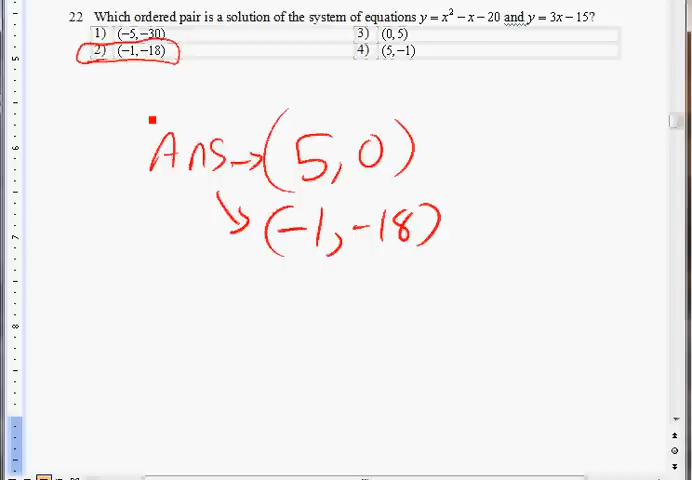 22 Which ordered pair is a solution of the system of equations y = x² − x − 20 and y = 3x − 15?
1) (−5, −30) 3) (0, 5)
2) (−1, −18) 4) (5, −1)
Ans → (5, 0)
↘ (−1, −18)